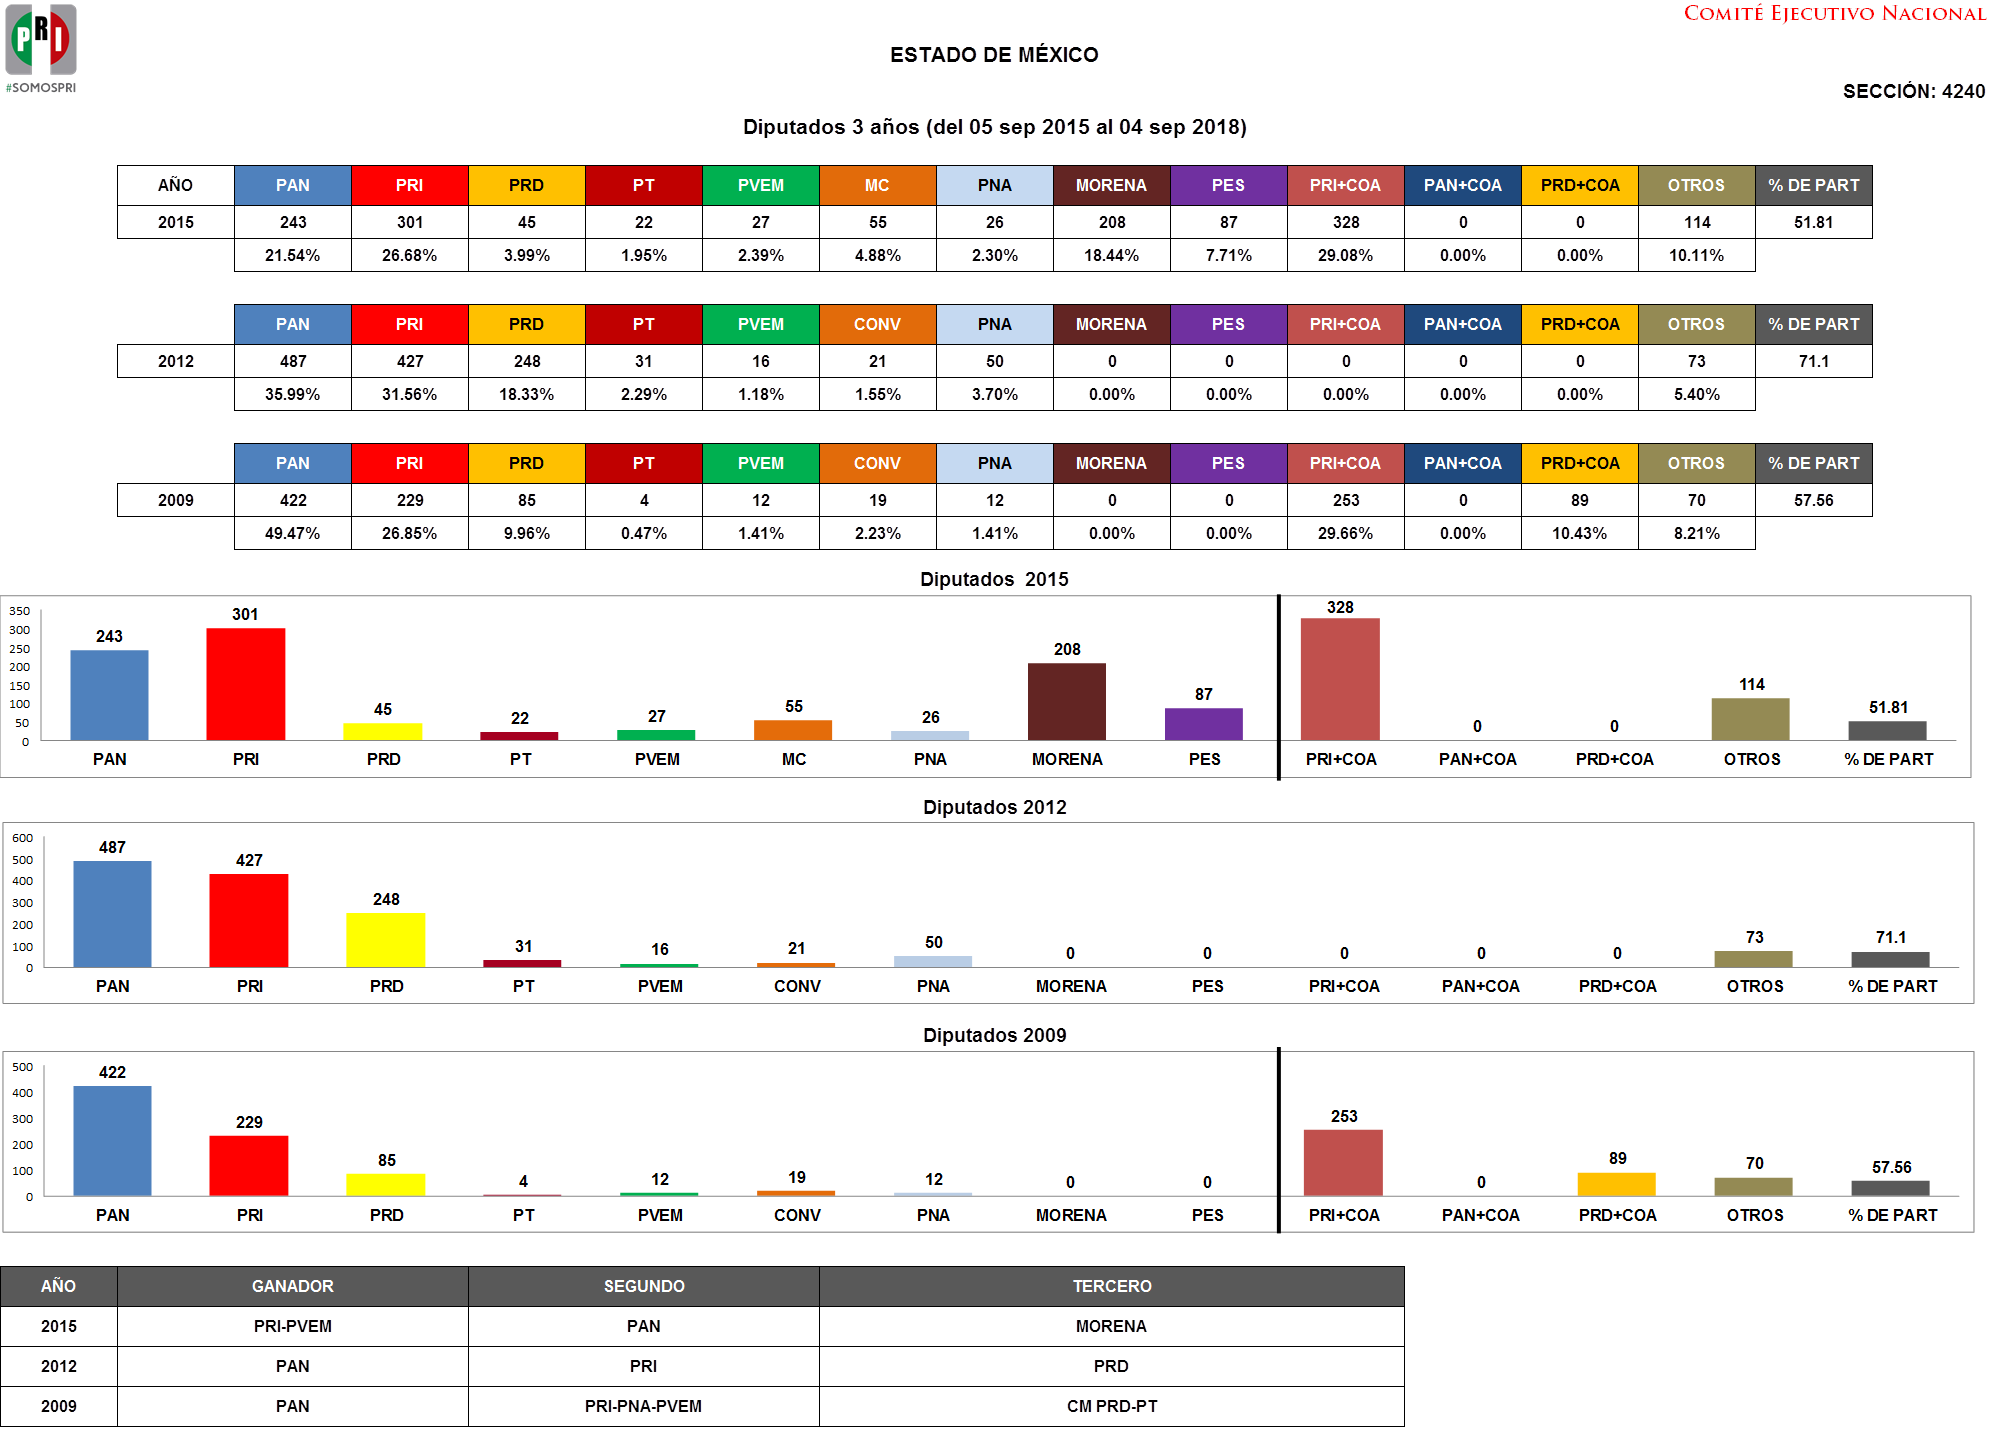 PRI
#SOMOSPRI
COMITÉ EJECUTIVO NACIONAL
ESTADO DE MÉXICO
SECCIÓN: 4240
Diputados 3 años (del 05 sep 2015 al 04 sep 2018)
AÑO PAN PRI PRD PT PVEM MC PNA MORENA PES PRI+COA PAN+COA PRD+COA OTROS % DE PART
2015 243 301 45 22 27 55 26 208 87 328 0 0 114 51.81
21.54% 26.68% 3.99% 1.95% 2.39% 4.88% 2.30% 18.44% 7.71% 29.08% 0.00% 0.00% 10.11%
PAN PRI PRD PT PVEM CONV PNA MORENA PES PRI+COA PAN+COA PRD+COA OTROS % DE PART
2012 487 427 248 31 16 21 50 0 0 0 0 0 73 71.1
35.99% 31.56% 18.33% 2.29% 1.18% 1.55% 3.70% 0.00% 0.00% 0.00% 0.00% 0.00% 5.40%
PAN PRI PRD PT PVEM CONV PNA MORENA PES PRI+COA PAN+COA PRD+COA OTROS % DE PART
2009 422 229 85 4 12 19 12 0 0 253 0 89 70 57.56
49.47% 26.85% 9.96% 0.47% 1.41% 2.23% 1.41% 0.00% 0.00% 29.66% 0.00% 10.43% 8.21%
Diputados 2015
350
300
250
200
150
100
50
0
243 301 45 22 27 55 26 208 87 328 0 0 114 51.81
PAN PRI PRD PT PVEM MC PNA MORENA PES PRI+COA PAN+COA PRD+COA OTROS % DE PART
Diputados 2012
600
500
400
300
200
100
0
487 427 248 31 16 21 50 0 0 0 0 0 73 71.1
PAN PRI PRD PT PVEM CONV PNA MORENA PES PRI+COA PAN+COA PRD+COA OTROS % DE PART
Diputados 2009
500
400
300
200
100
0
422 229 85 4 12 19 12 0 0 253 0 89 70 57.56
PAN PRI PRD PT PVEM CONV PNA MORENA PES PRI+COA PAN+COA PRD+COA OTROS % DE PART
AÑO GANADOR SEGUNDO TERCERO
2015 PRI-PVEM PAN MORENA
2012 PAN PRI PRD
2009 PAN PRI-PNA-PVEM CM PRD-PT